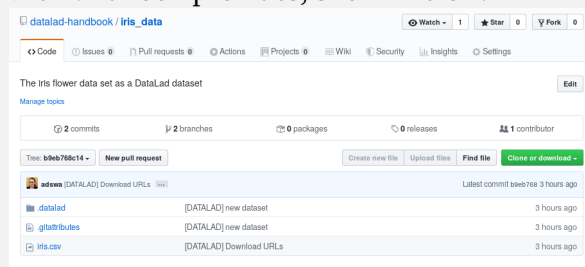 datalad-handbook / iris_data
Watch 1 Star 0 Fork 0
Code Issues 0 Pull requests 0 Actions Projects 0 Wiki Security Insights Settings
The iris flower data set as a DataLad dataset Edit
Manage topics
2 commits 2 branches 0 packages 0 releases 1 contributor
Tree: b9eb768c14 New pull request Create new file Upload files Find file Clone or download
adswa [DATALAD] Download URLs ... Latest commit b9eb768 3 hours ago
.datalad [DATALAD] new dataset 3 hours ago
.gitattributes [DATALAD] new dataset 3 hours ago
iris.csv [DATALAD] Download URLs 3 hours ago